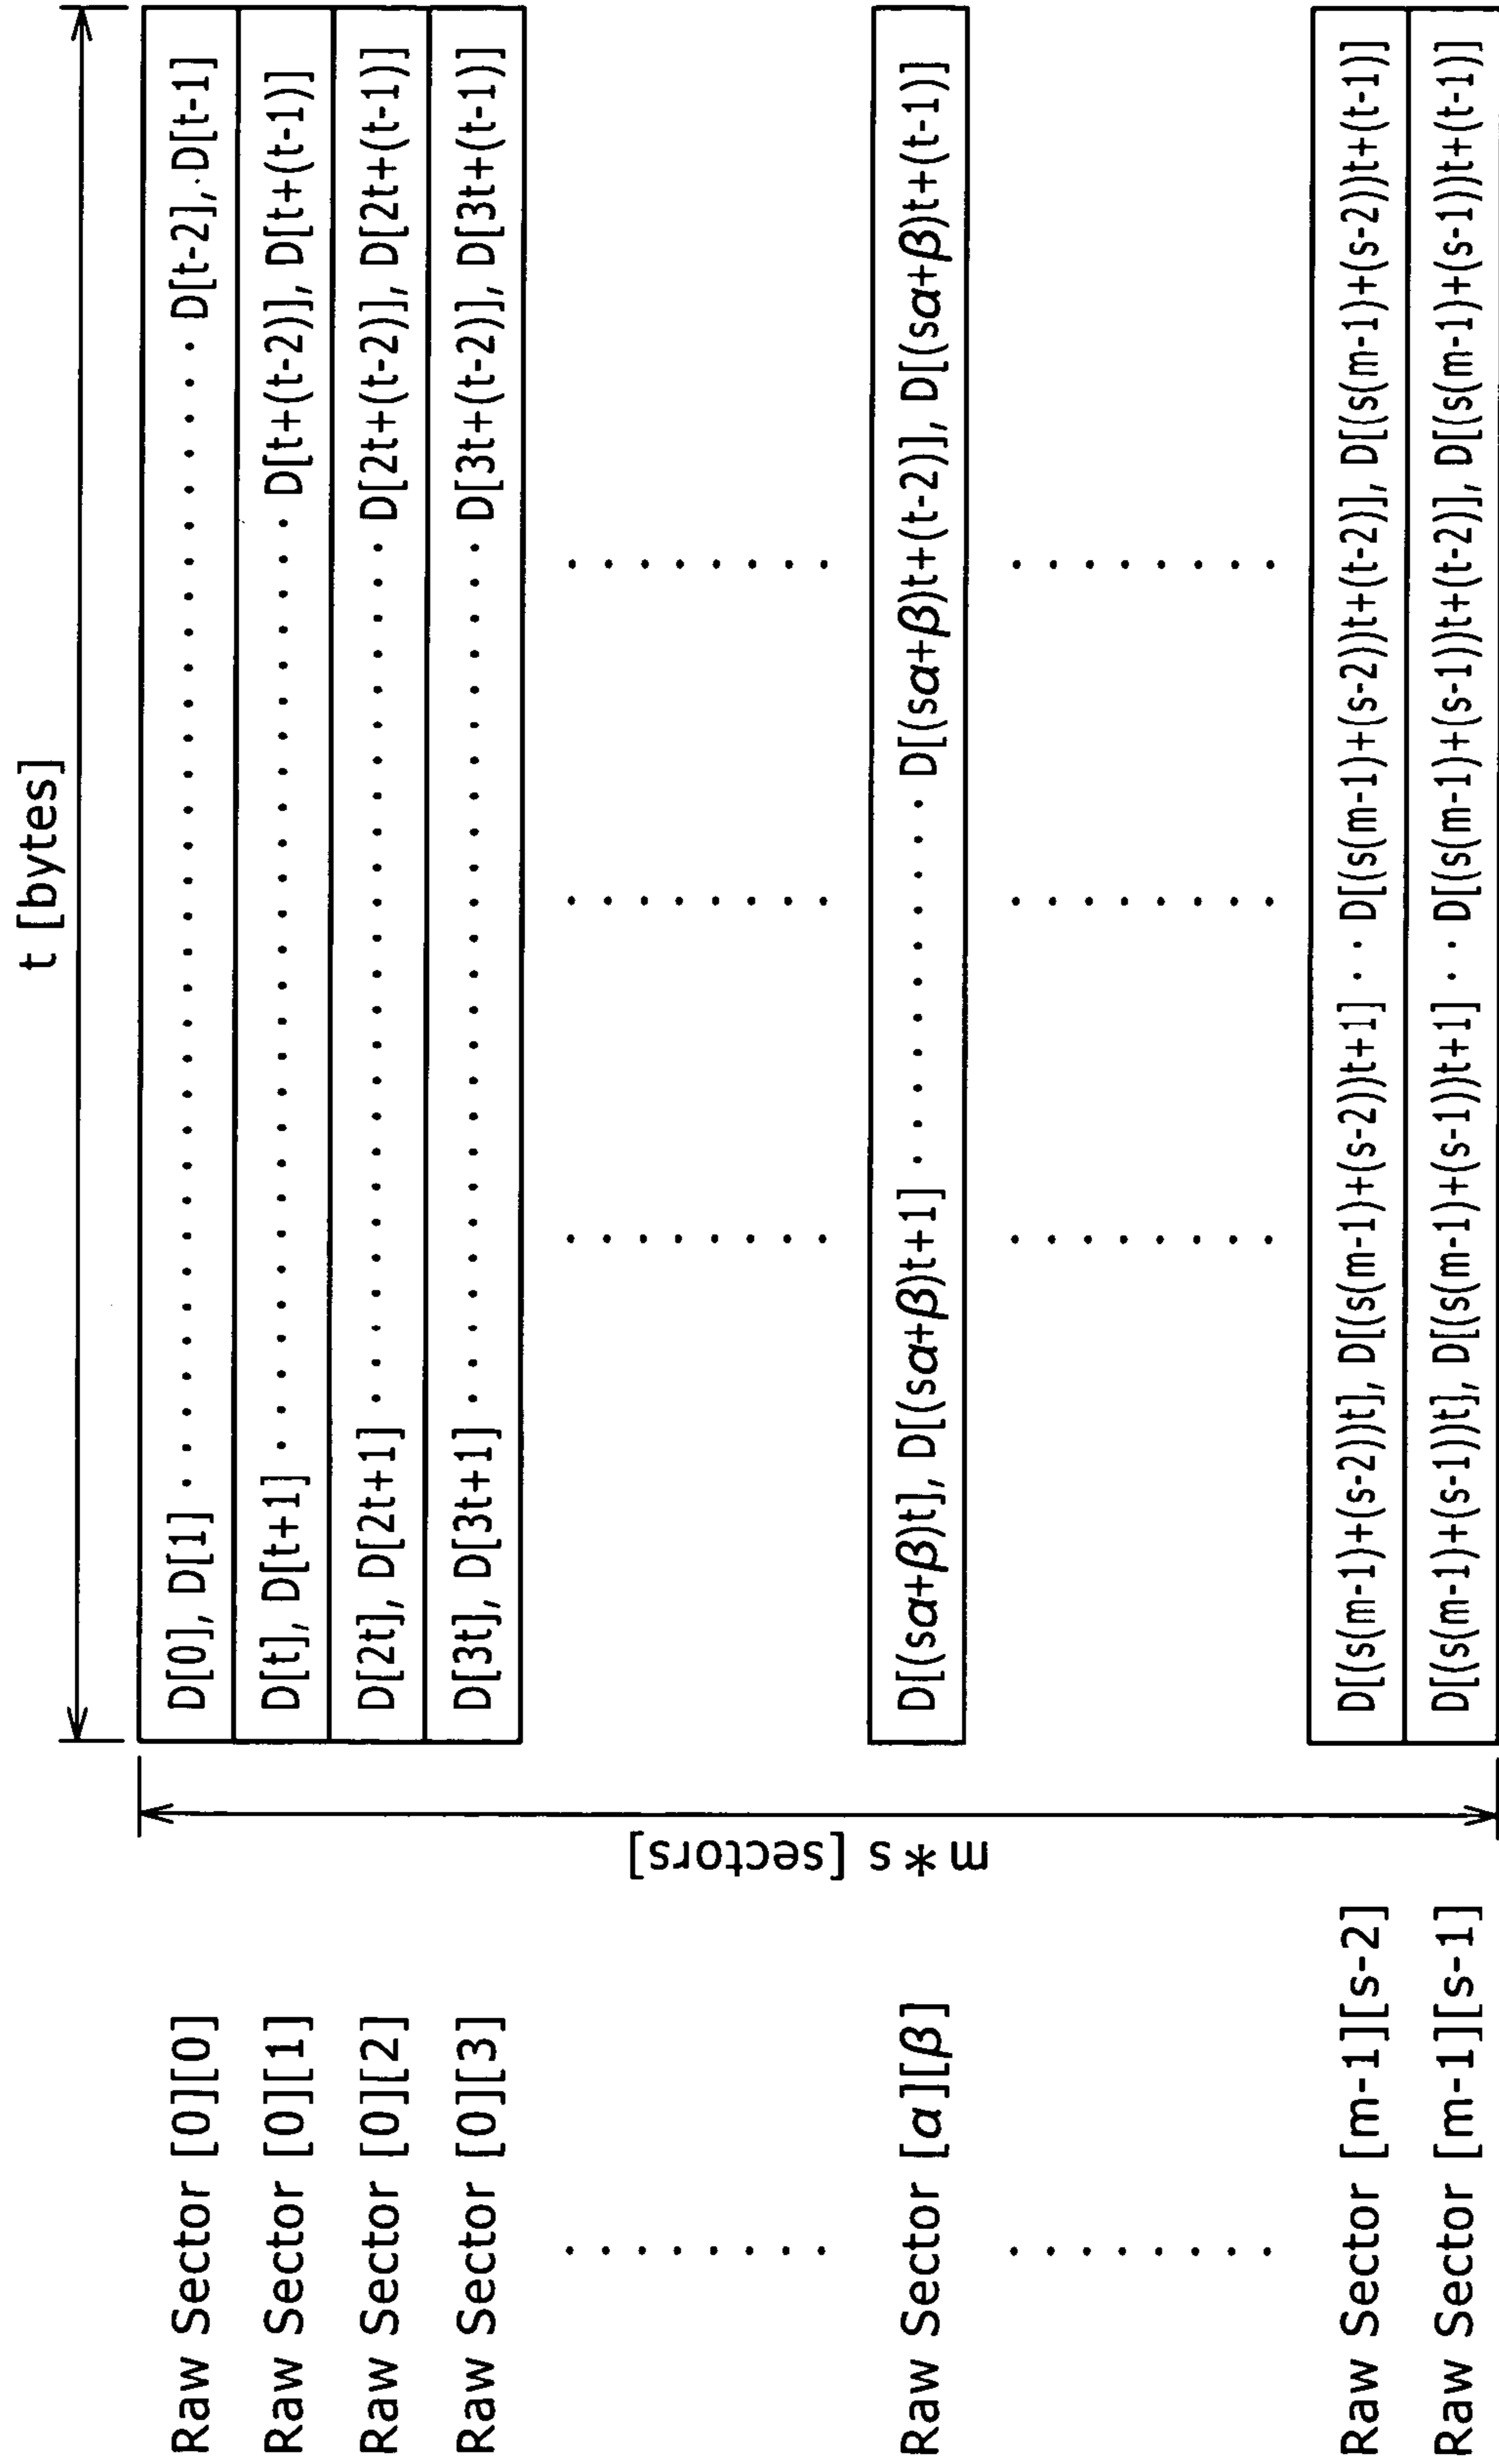 t [bytes]
Raw Sector [0][0] D[0], D[1] · · · · · D[t-2], D[t-1]
Raw Sector [0][1] D[t], D[t+1] · · · · · D[t+(t-2)], D[t+(t-1)]
Raw Sector [0][2] D[2t], D[2t+1] · · · · · D[2t+(t-2)], D[2t+(t-1)]
Raw Sector [0][3] D[3t], D[3t+1] · · · · · D[3t+(t-2)], D[3t+(t-1)]
m * s [sectors]
Raw Sector [α][β] D[(sα+β)t], D[(sα+β)t+1] · · · · · D[(sα+β)t+(t-2)], D[(sα+β)t+(t-1)]
Raw Sector [m-1][s-2] D[(s(m-1)+(s-2))t], D[(s(m-1)+(s-2))t+1] · · D[(s(m-1)+(s-2))t+(t-2)], D[(s(m-1)+(s-2))t+(t-1)]
Raw Sector [m-1][s-1] D[(s(m-1)+(s-1))t], D[(s(m-1)+(s-1))t+1] · · D[(s(m-1)+(s-1))t+(t-2)], D[(s(m-1)+(s-1))t+(t-1)]